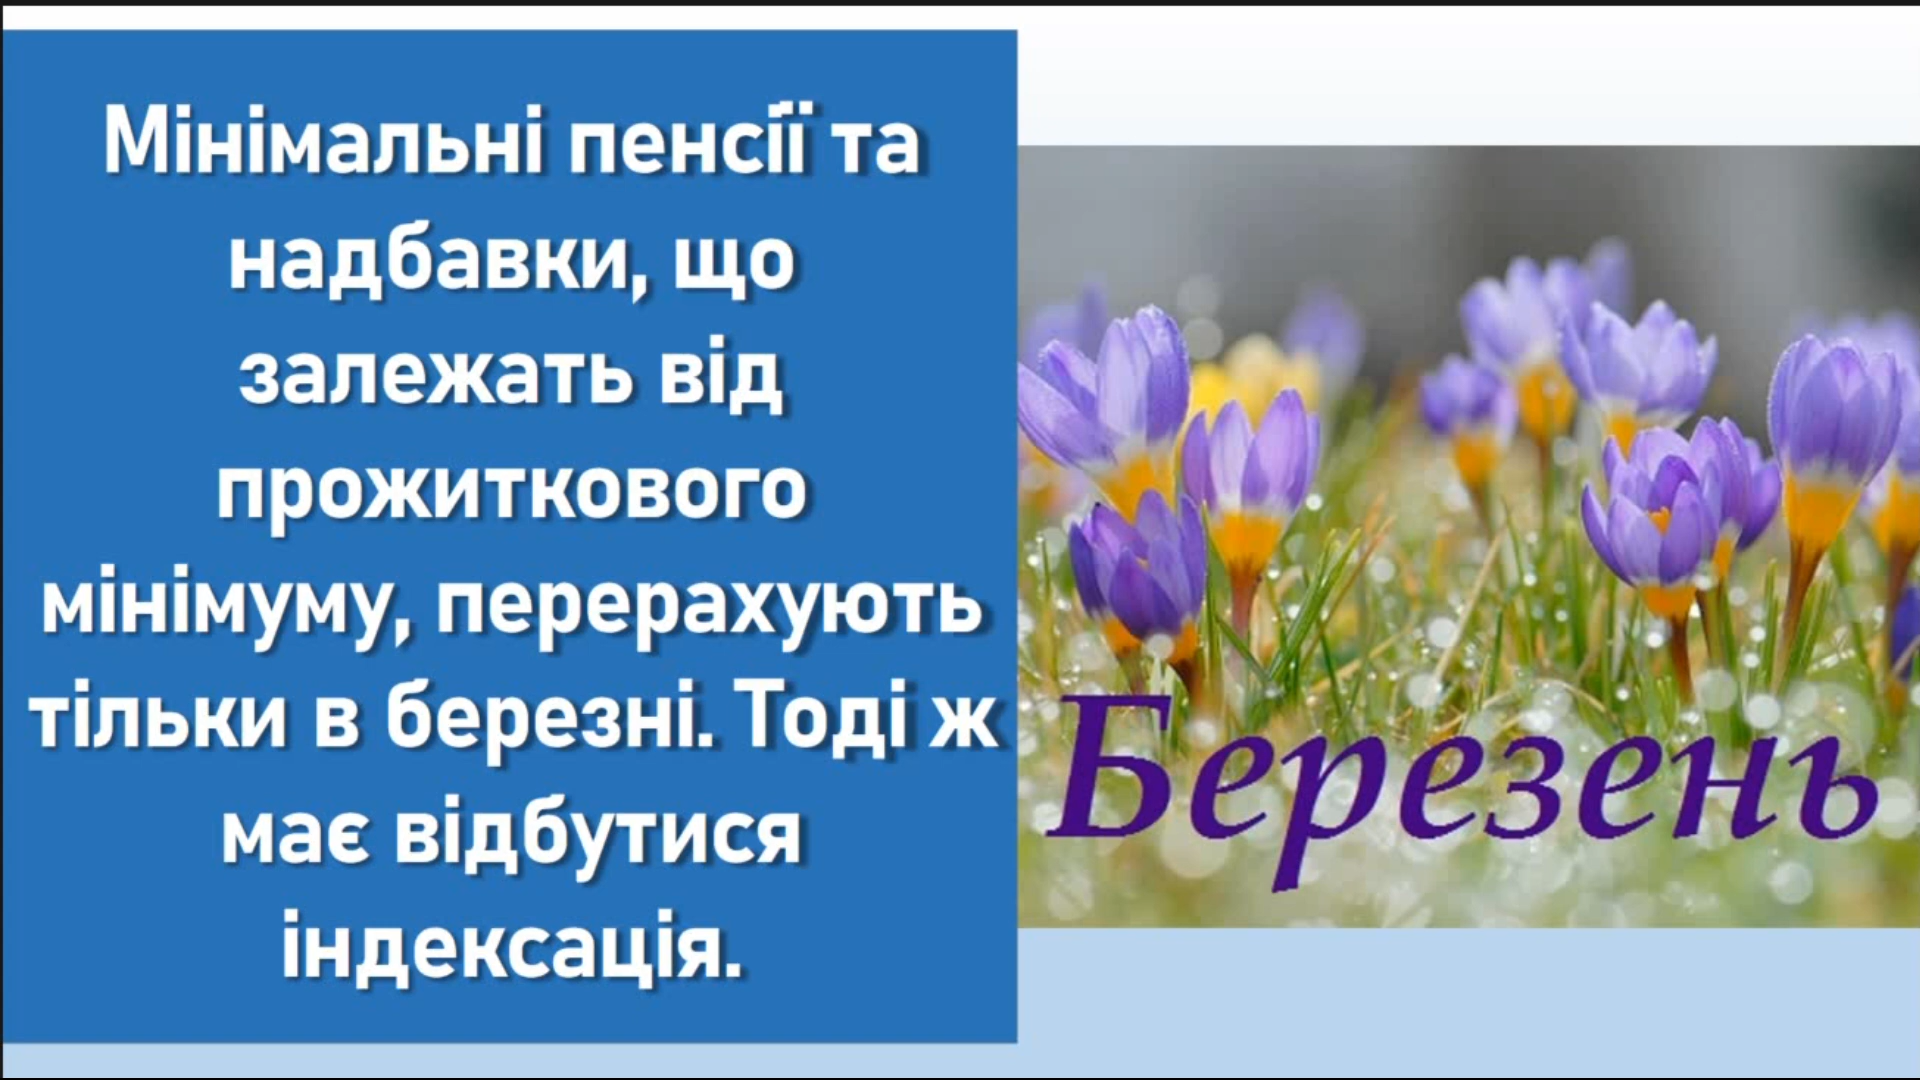 Мінімальні пенсії та
надбавки, що
залежать від
прожиткового
мінімуму, перерахують
тільки в березні. Тоді ж
має відбутися
індексація.
Березень